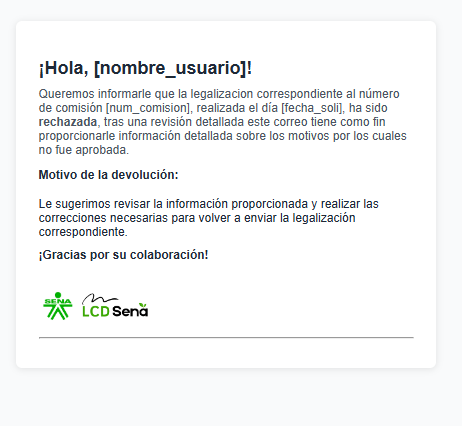 ¡Hola, [nombre_usuario]!
Queremos informarle que la legalizacion correspondiente al número
de comisión [num_comision], realizada el día [fecha_soli], ha sido
rechazada, tras una revisión detallada este correo tiene como fin
proporcionarle información detallada sobre los motivos por los cuales
no fue aprobada.
Motivo de la devolución:
Le sugerimos revisar la información proporcionada y realizar las
correcciones necesarias para volver a enviar la legalización
correspondiente.
¡Gracias por su colaboración!
SENA
LCD Sena